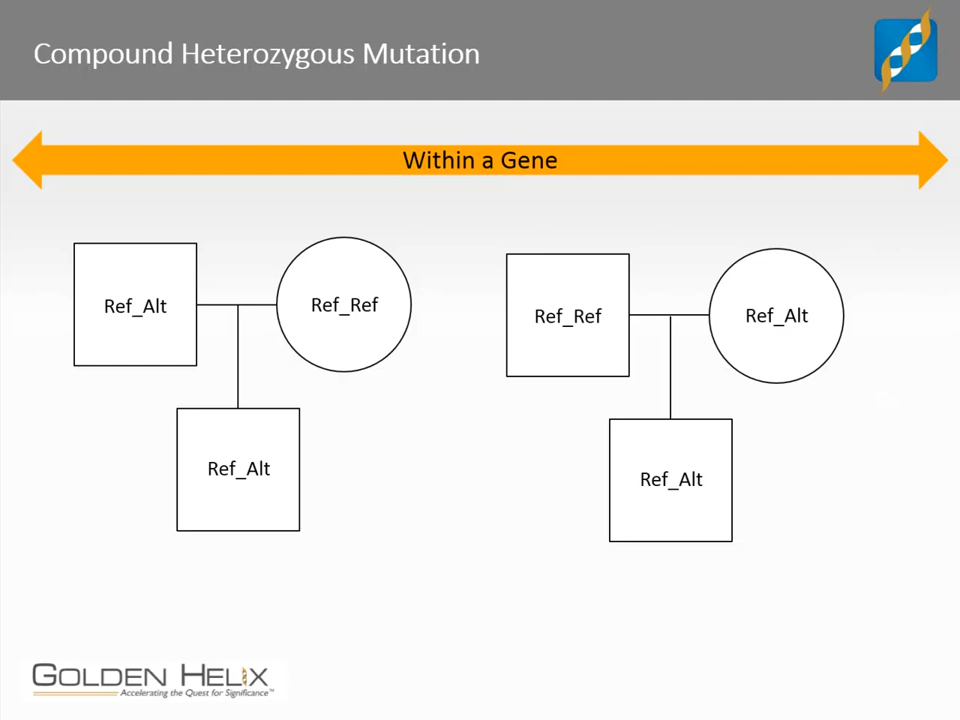 Compound Heterozygous Mutation
Within a Gene
Ref_Alt
Ref_Ref
Ref_Alt
Ref_Ref
Ref_Alt
Ref_Alt
GOLDEN HELIX
Accelerating the Quest for Significance™